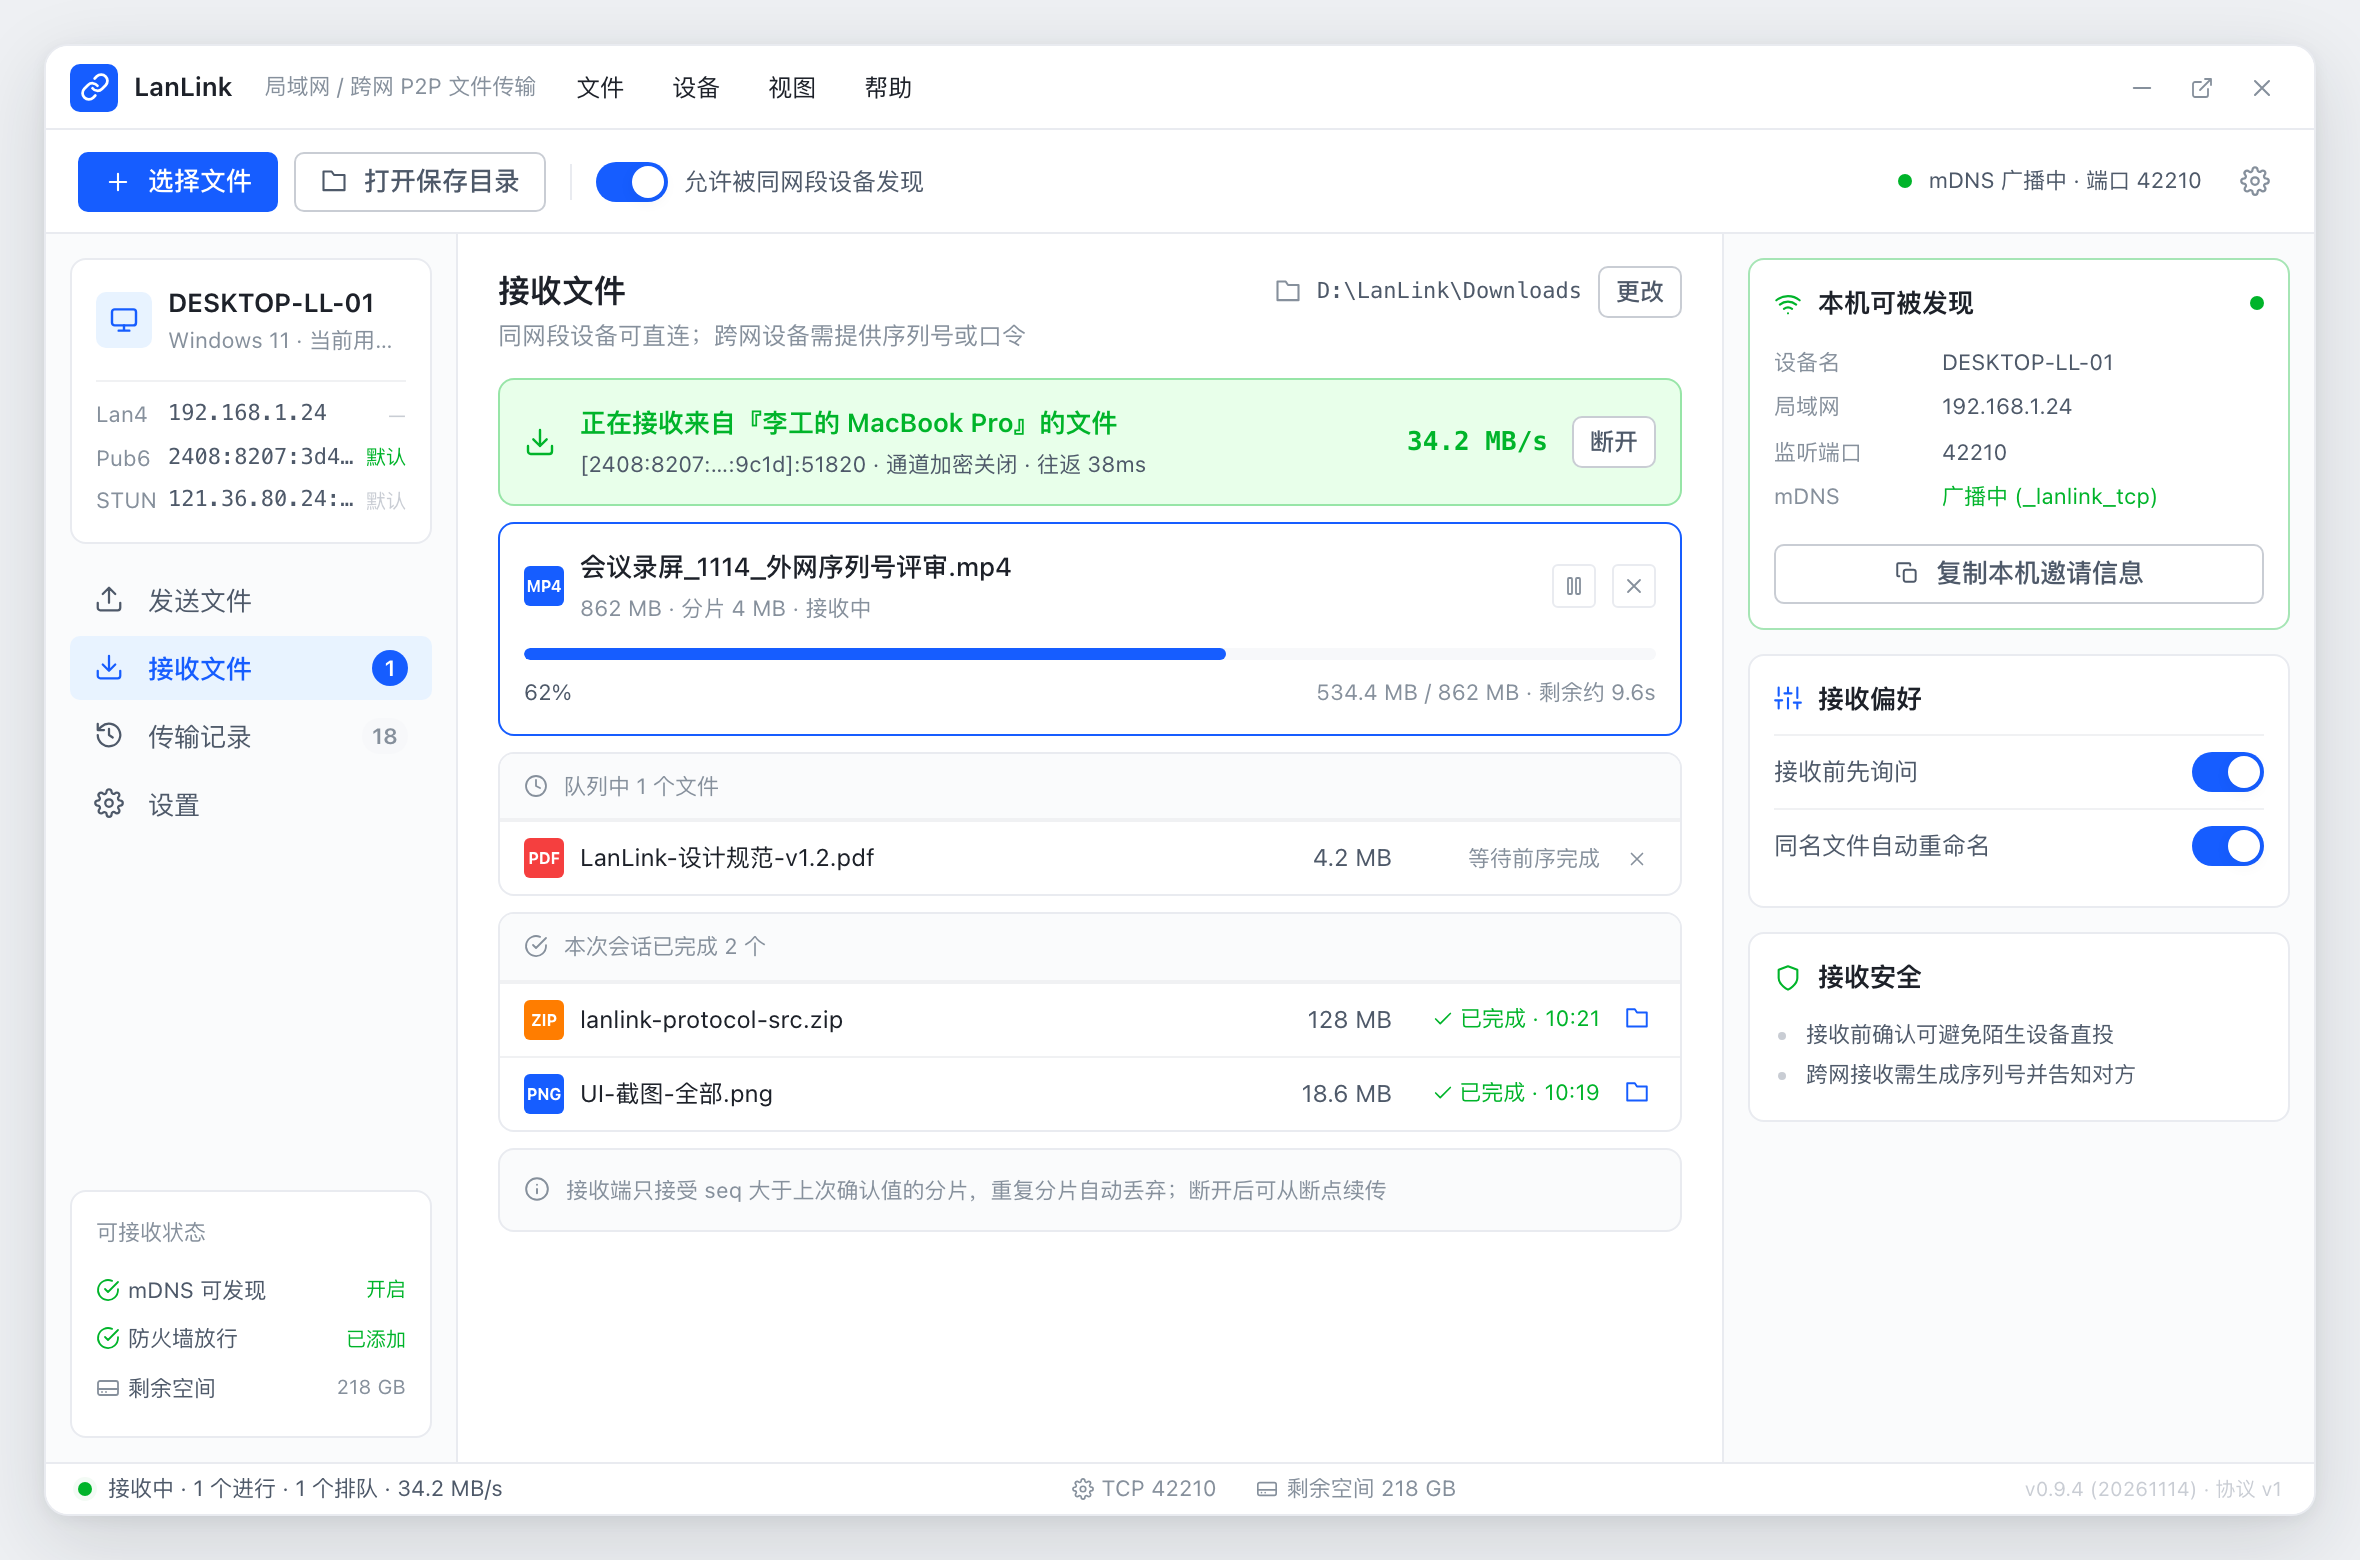 LanLink 局域网 / 跨网 P2P 文件传输 文件 设备 视图 帮助
选择文件 打开保存目录 允许被同网段设备发现 mDNS 广播中 · 端口 42210
DESKTOP-LL-01
Windows 11 · 当前用...
Lan4 192.168.1.24 —
Pub6 2408:8207:3d4… 默认
STUN 121.36.80.24:… 默认
发送文件
接收文件 1
传输记录 18
设置
可接收状态
mDNS 可发现 开启
防火墙放行 已添加
剩余空间 218 GB
接收文件
D:\LanLink\Downloads 更改
同网段设备可直连；跨网设备需提供序列号或口令
正在接收来自『李工的 MacBook Pro』的文件
[2408:8207:…:9c1d]:51820 · 通道加密关闭 · 往返 38ms
34.2 MB/s 断开
MP4 会议录屏_1114_外网序列号评审.mp4
862 MB · 分片 4 MB · 接收中
62% 534.4 MB / 862 MB · 剩余约 9.6s
队列中 1 个文件
PDF LanLink-设计规范-v1.2.pdf 4.2 MB 等待前序完成
本次会话已完成 2 个
ZIP lanlink-protocol-src.zip 128 MB 已完成 · 10:21
PNG UI-截图-全部.png 18.6 MB 已完成 · 10:19
接收端只接受 seq 大于上次确认值的分片，重复分片自动丢弃；断开后可从断点续传
本机可被发现
设备名 DESKTOP-LL-01
局域网 192.168.1.24
监听端口 42210
mDNS 广播中 (_lanlink_tcp)
复制本机邀请信息
接收偏好
接收前先询问
同名文件自动重命名
接收安全
接收前确认可避免陌生设备直投
跨网接收需生成序列号并告知对方
接收中 · 1 个进行 · 1 个排队 · 34.2 MB/s TCP 42210 剩余空间 218 GB v0.9.4 (20261114) · 协议 v1